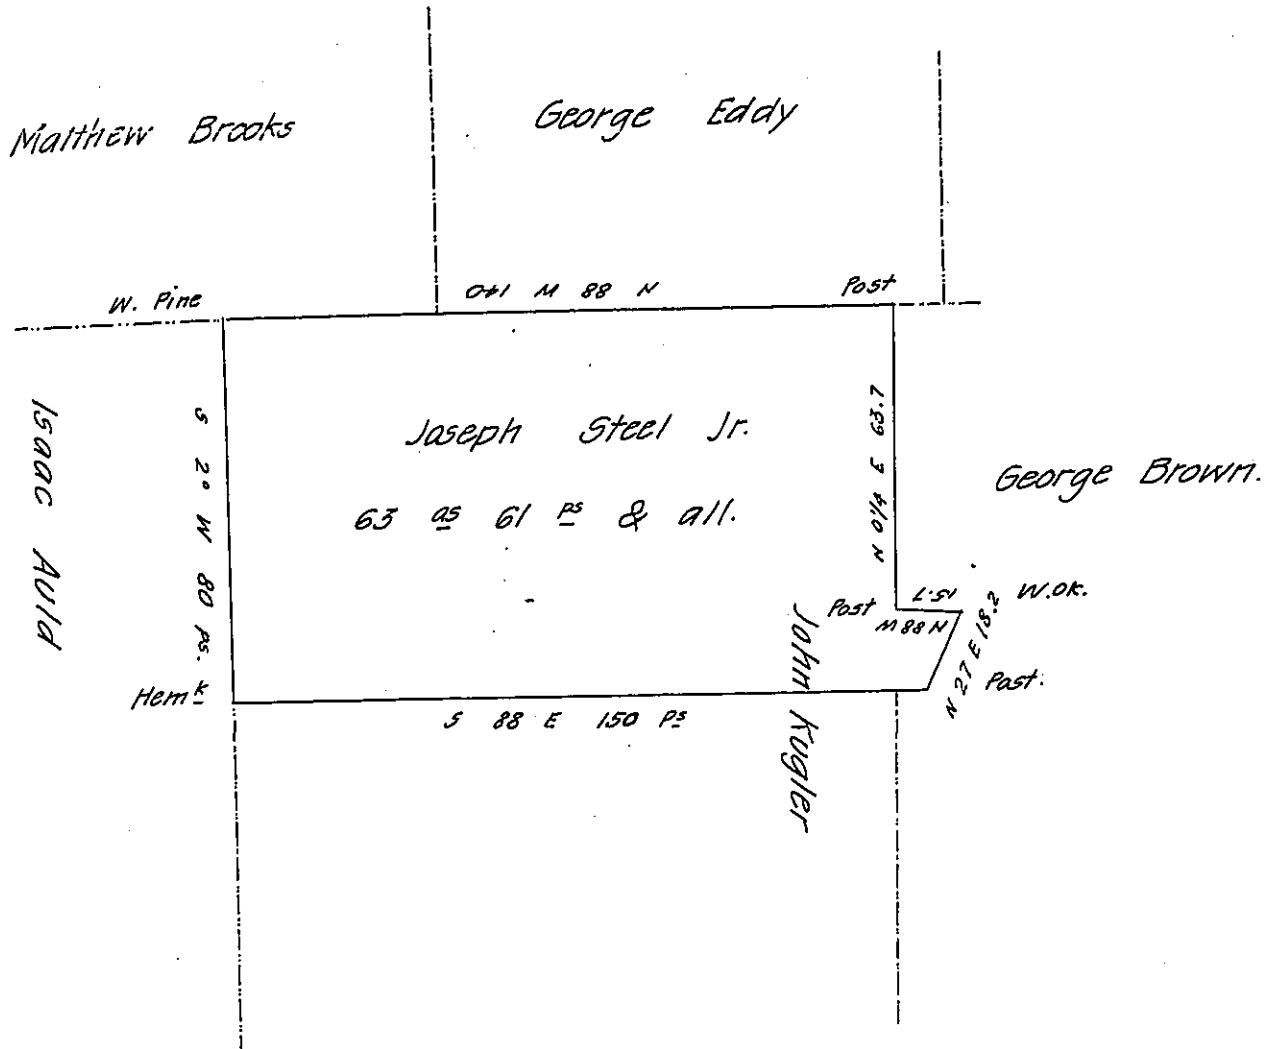 Matthew Brooks
George Eddy
W. Pine
N 88 W 140
Post
Isaac Auld
S 2° W 80 Ps.
Joseph Steel Jr.
63 as 61 Ps & all.
N 0¼ E 63.7
George Brown.
Post
N 88 W
15.7
W.OK.
N 27 E 18.2
Post.
John Kugler
Hemk
S 88 E 150 Ps